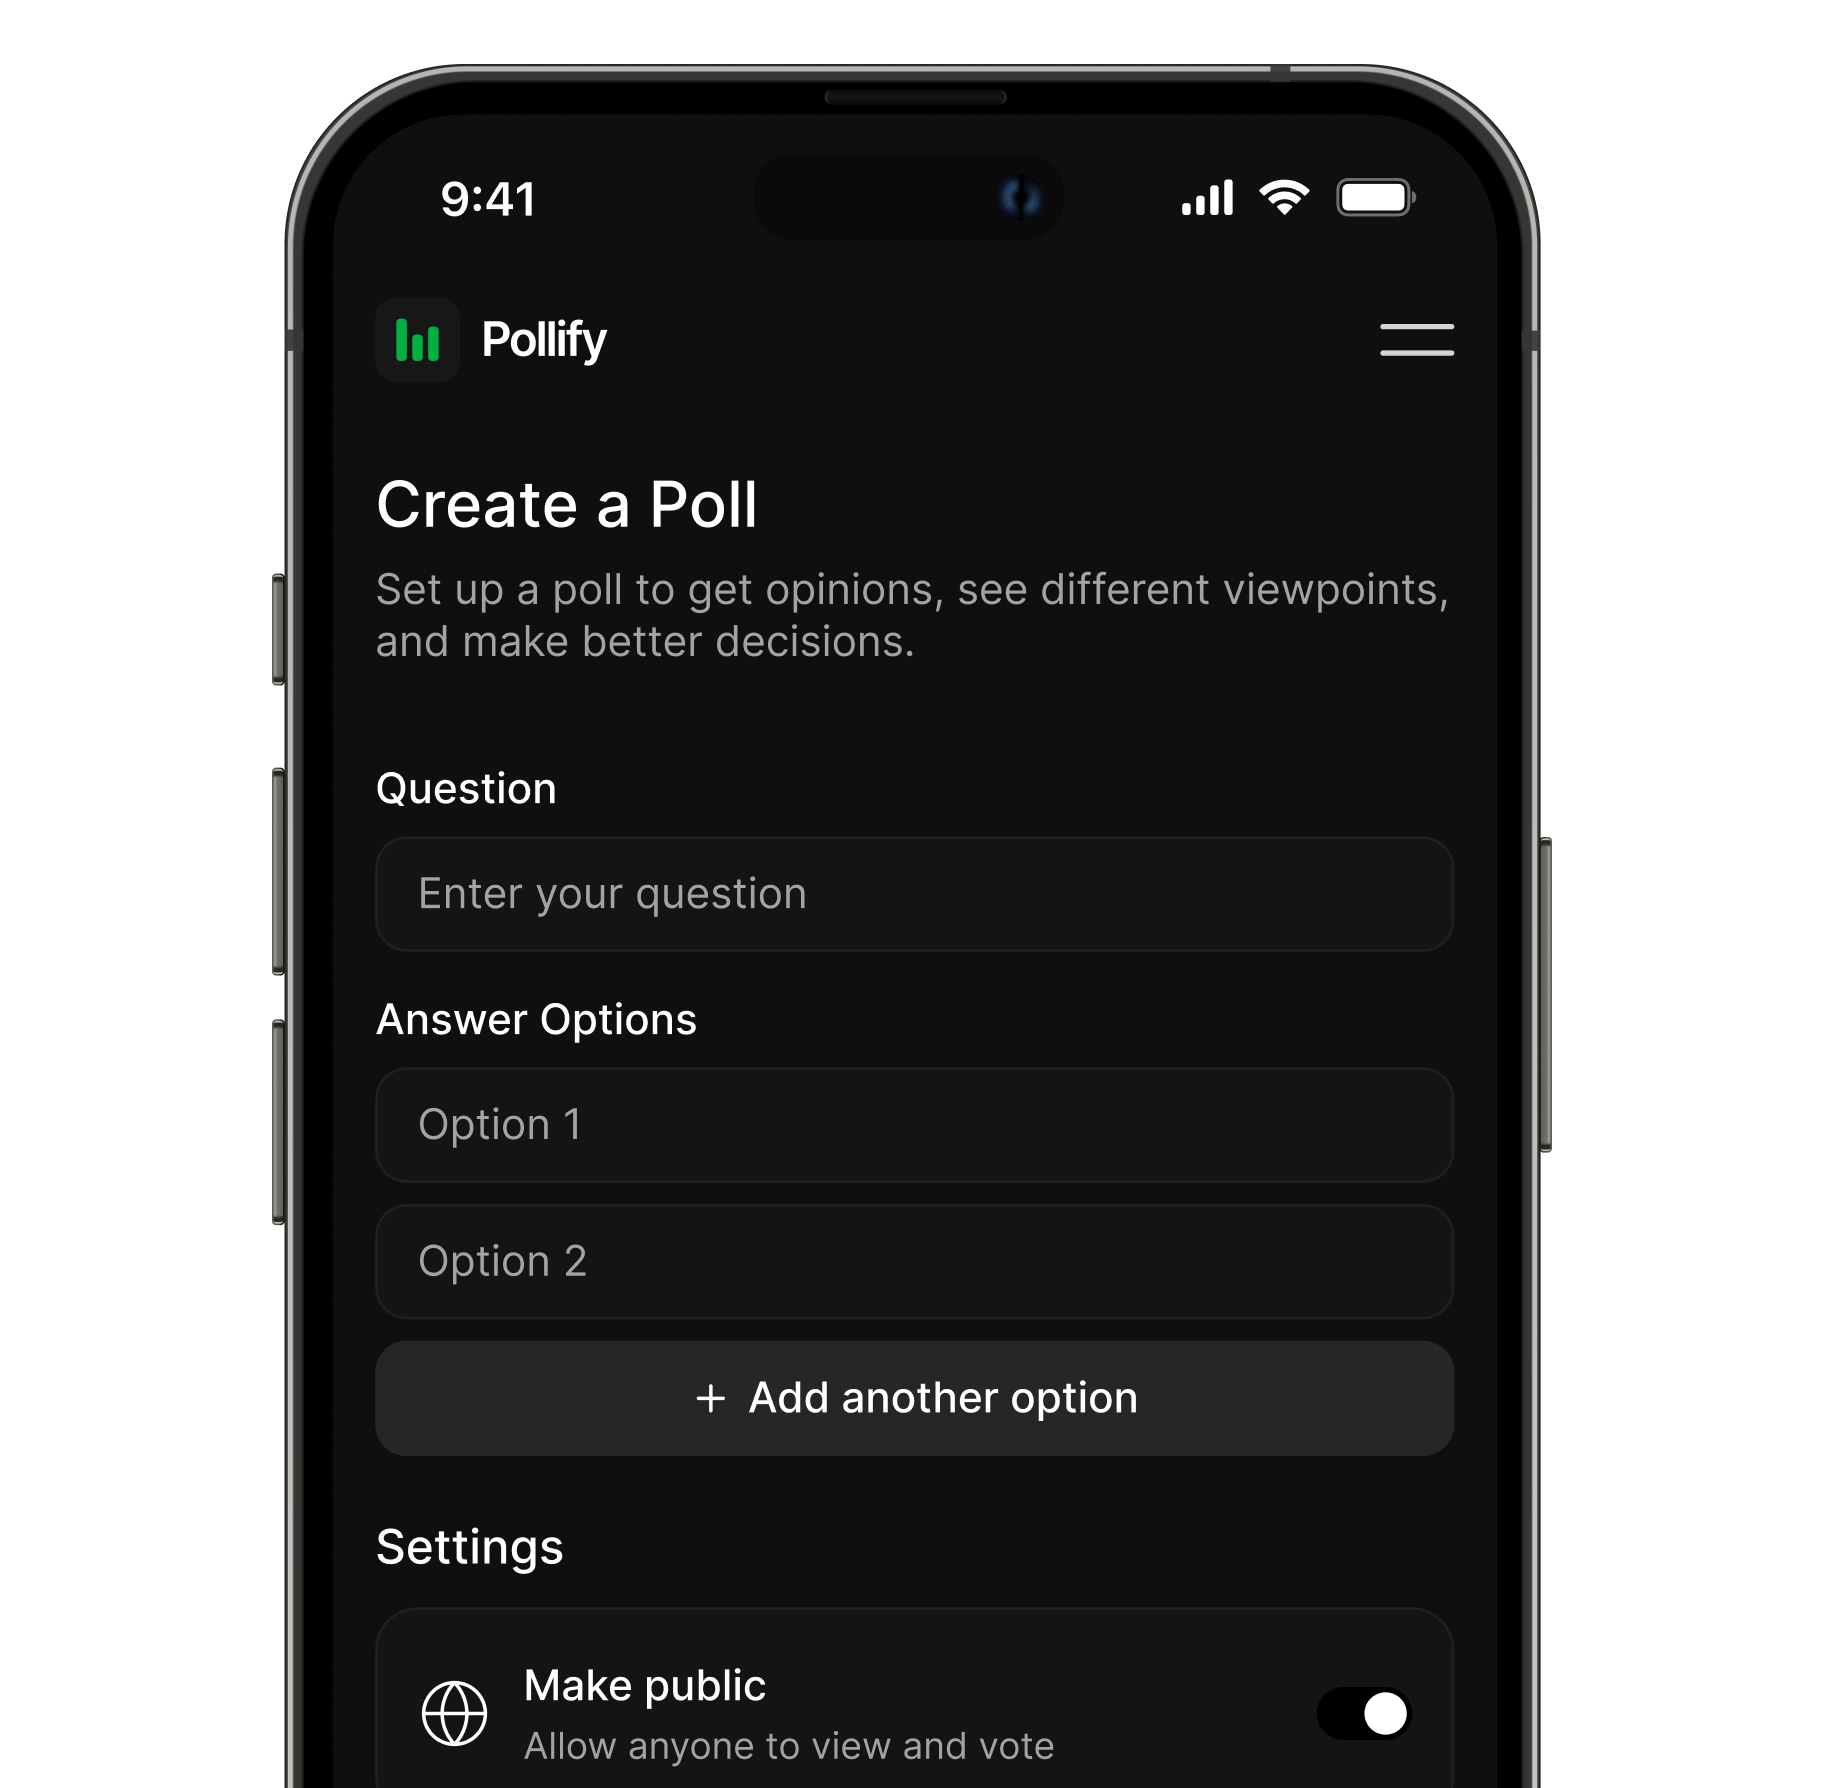 9:41
Pollify
Create a Poll
Set up a poll to get opinions, see different viewpoints,
and make better decisions.
Question
Enter your question
Answer Options
Option 1
Option 2
+ Add another option
Settings
Make public
Allow anyone to view and vote